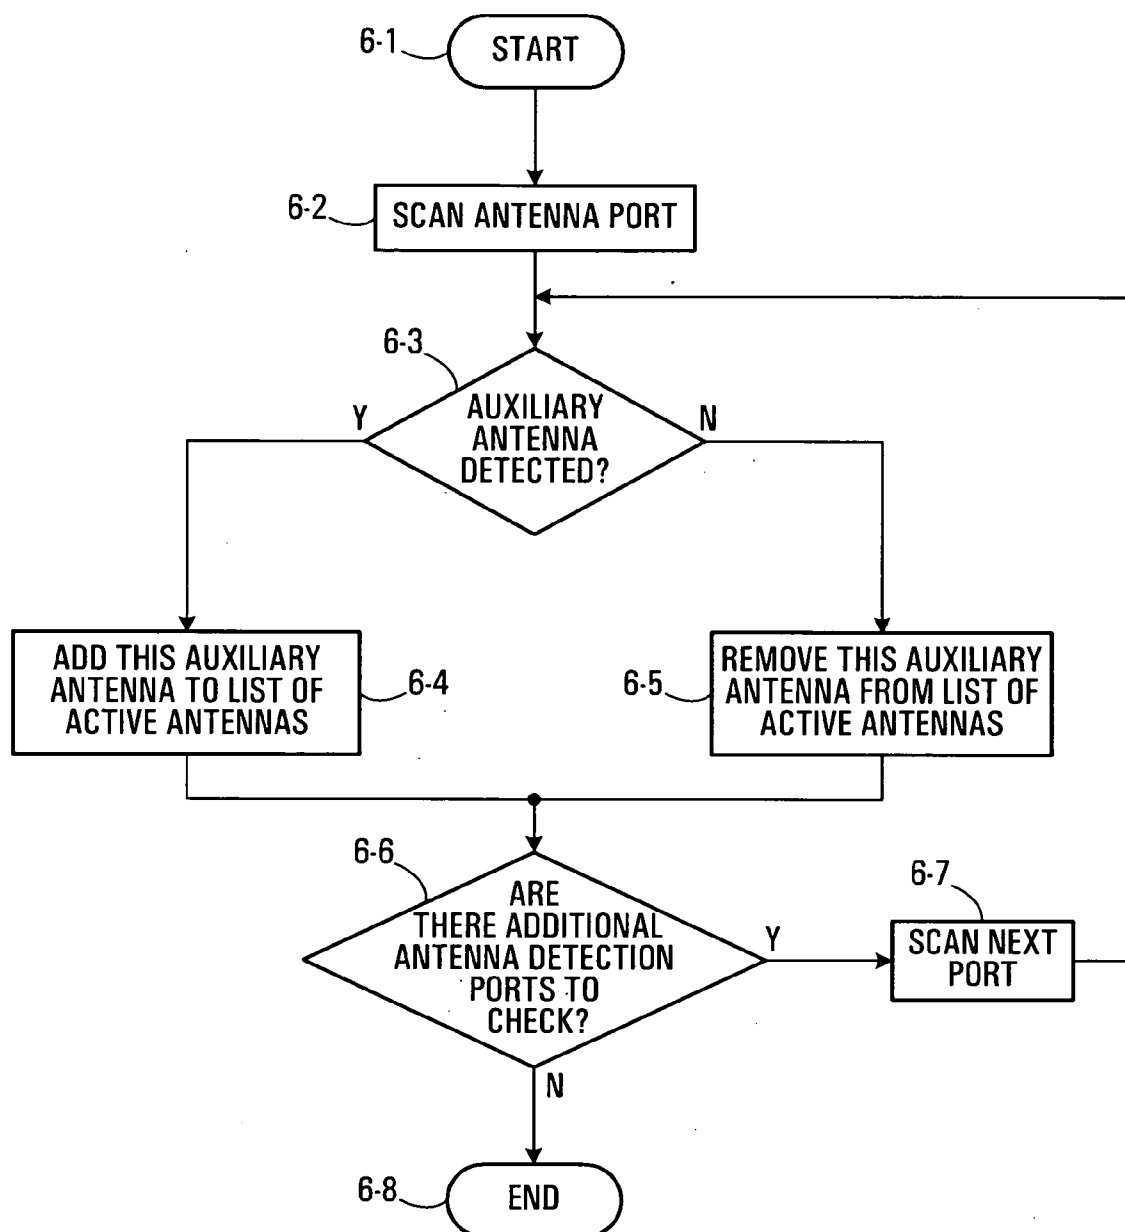 6-1
START
6-2
SCAN ANTENNA PORT
6-3
Y
AUXILIARY
ANTENNA
DETECTED?
N
ADD THIS AUXILIARY
ANTENNA TO LIST OF
ACTIVE ANTENNAS
6-4
6-5
REMOVE THIS AUXILIARY
ANTENNA FROM LIST OF
ACTIVE ANTENNAS
6-6
ARE
THERE ADDITIONAL
ANTENNA DETECTION
PORTS TO
CHECK?
Y
6-7
SCAN NEXT
PORT
N
6-8
END